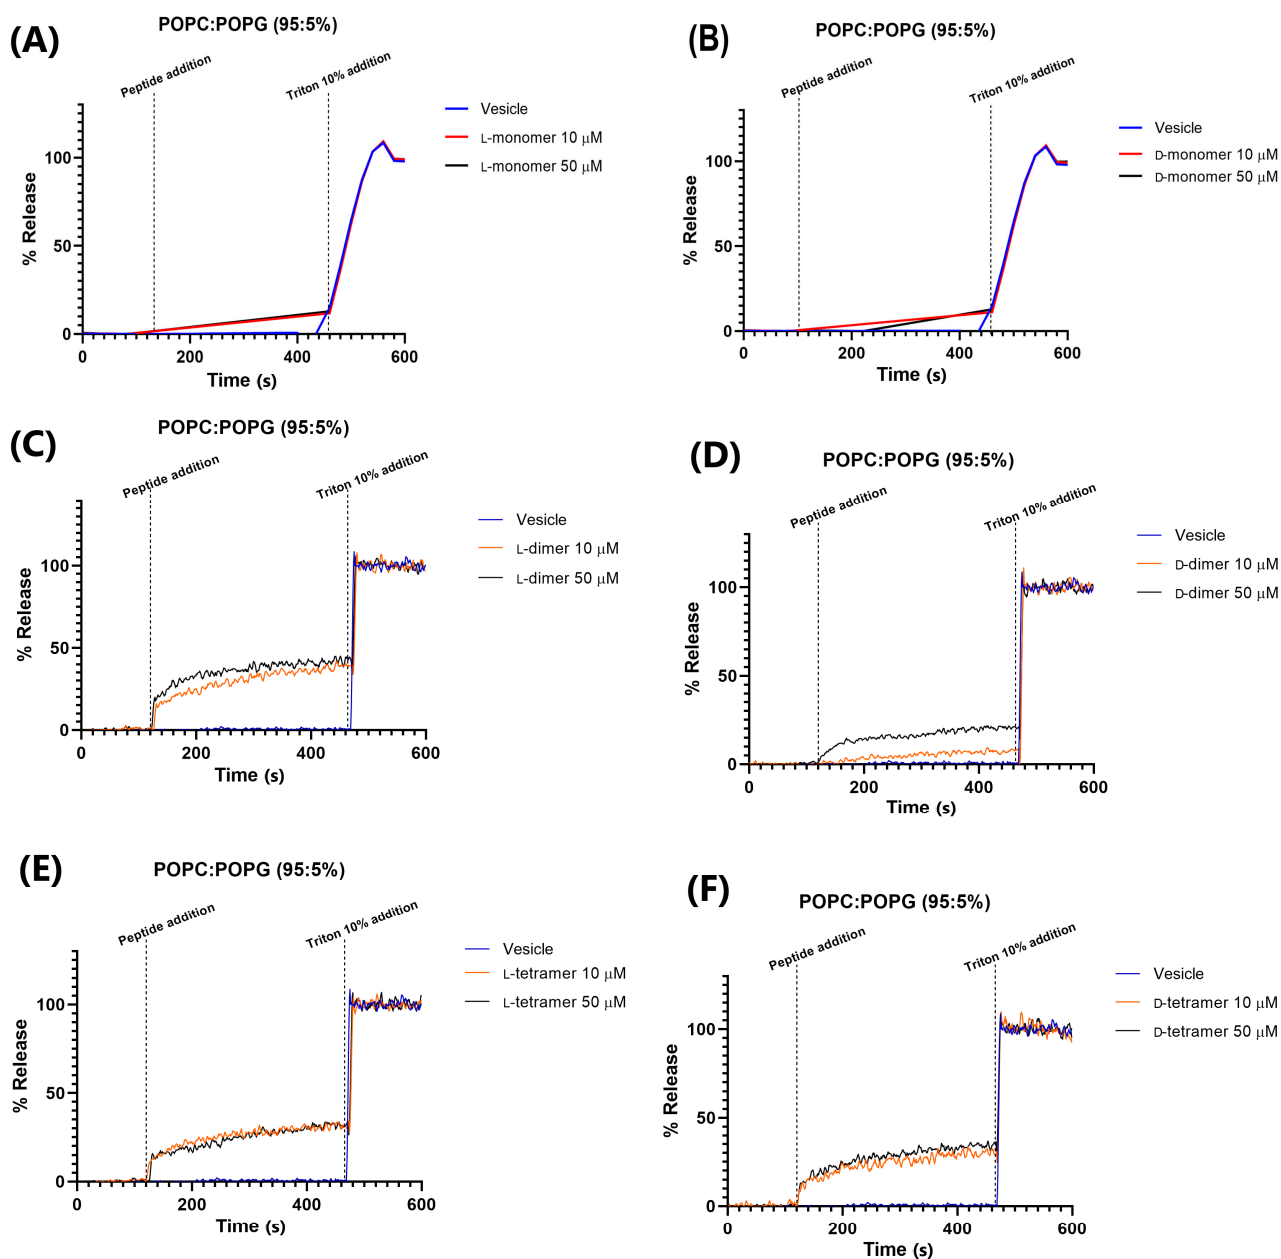 (A)
POPC:POPG (95:5%)
Peptide addition
Triton 10% addition
Vesicle
L-monomer 10 μM
L-monomer 50 μM
% Release
100
50
0
0 200 400 600
Time (s)
(B)
POPC:POPG (95:5%)
Peptide addition
Triton 10% addition
Vesicle
D-monomer 10 μM
D-monomer 50 μM
% Release
100
50
0
0 200 400 600
Time (s)
(C)
POPC:POPG (95:5%)
Peptide addition
Triton 10% addition
Vesicle
L-dimer 10 μM
L-dimer 50 μM
% Release
100
50
0
0 200 400 600
Time (s)
(D)
POPC:POPG (95:5%)
Peptide addition
Triton 10% addition
Vesicle
D-dimer 10 μM
D-dimer 50 μM
% Release
100
50
0
0 200 400 600
Time (s)
(E)
POPC:POPG (95:5%)
Peptide addition
Triton 10% addition
Vesicle
L-tetramer 10 μM
L-tetramer 50 μM
% Release
100
50
0
0 200 400 600
Time (s)
(F)
POPC:POPG (95:5%)
Peptide addition
Triton 10% addition
Vesicle
D-tetramer 10 μM
D-tetramer 50 μM
% Release
100
50
0
0 200 400 600
Time (s)